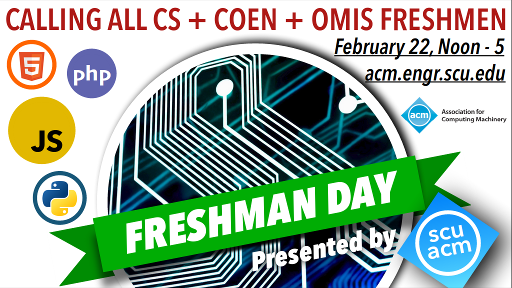 CALLING ALL CS + COEN + OMIS FRESHMEN
February 22, Noon - 5
acm.engr.scu.edu
5
php
JS
acm
Association for
Computing Machinery
FRESHMAN DAY
Presented by
scu
acm